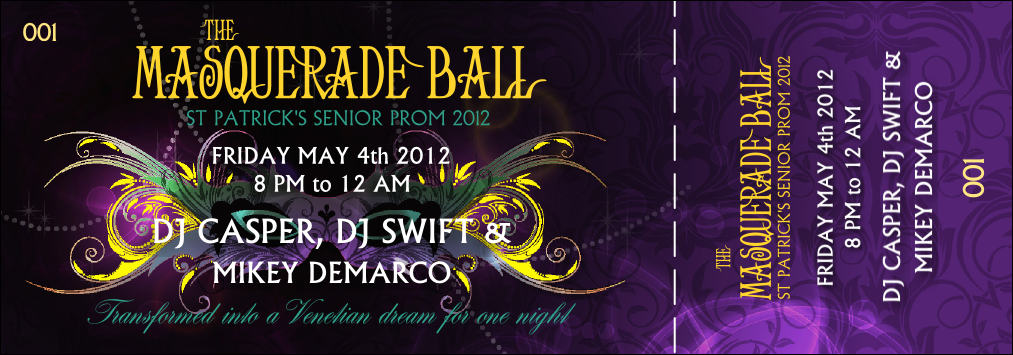 001
THE
MASQUERADE BALL
ST PATRICK'S SENIOR PROM 2012
FRIDAY MAY 4th 2012
8 PM to 12 AM
DJ CASPER, DJ SWIFT &
MIKEY DEMARCO
Transformed into a Venetian dream for one night
THE
MASQUERADE BALL
ST PATRICK'S SENIOR PROM 2012
FRIDAY MAY 4th 2012
8 PM to 12 AM
DJ CASPER, DJ SWIFT &
MIKEY DEMARCO
001